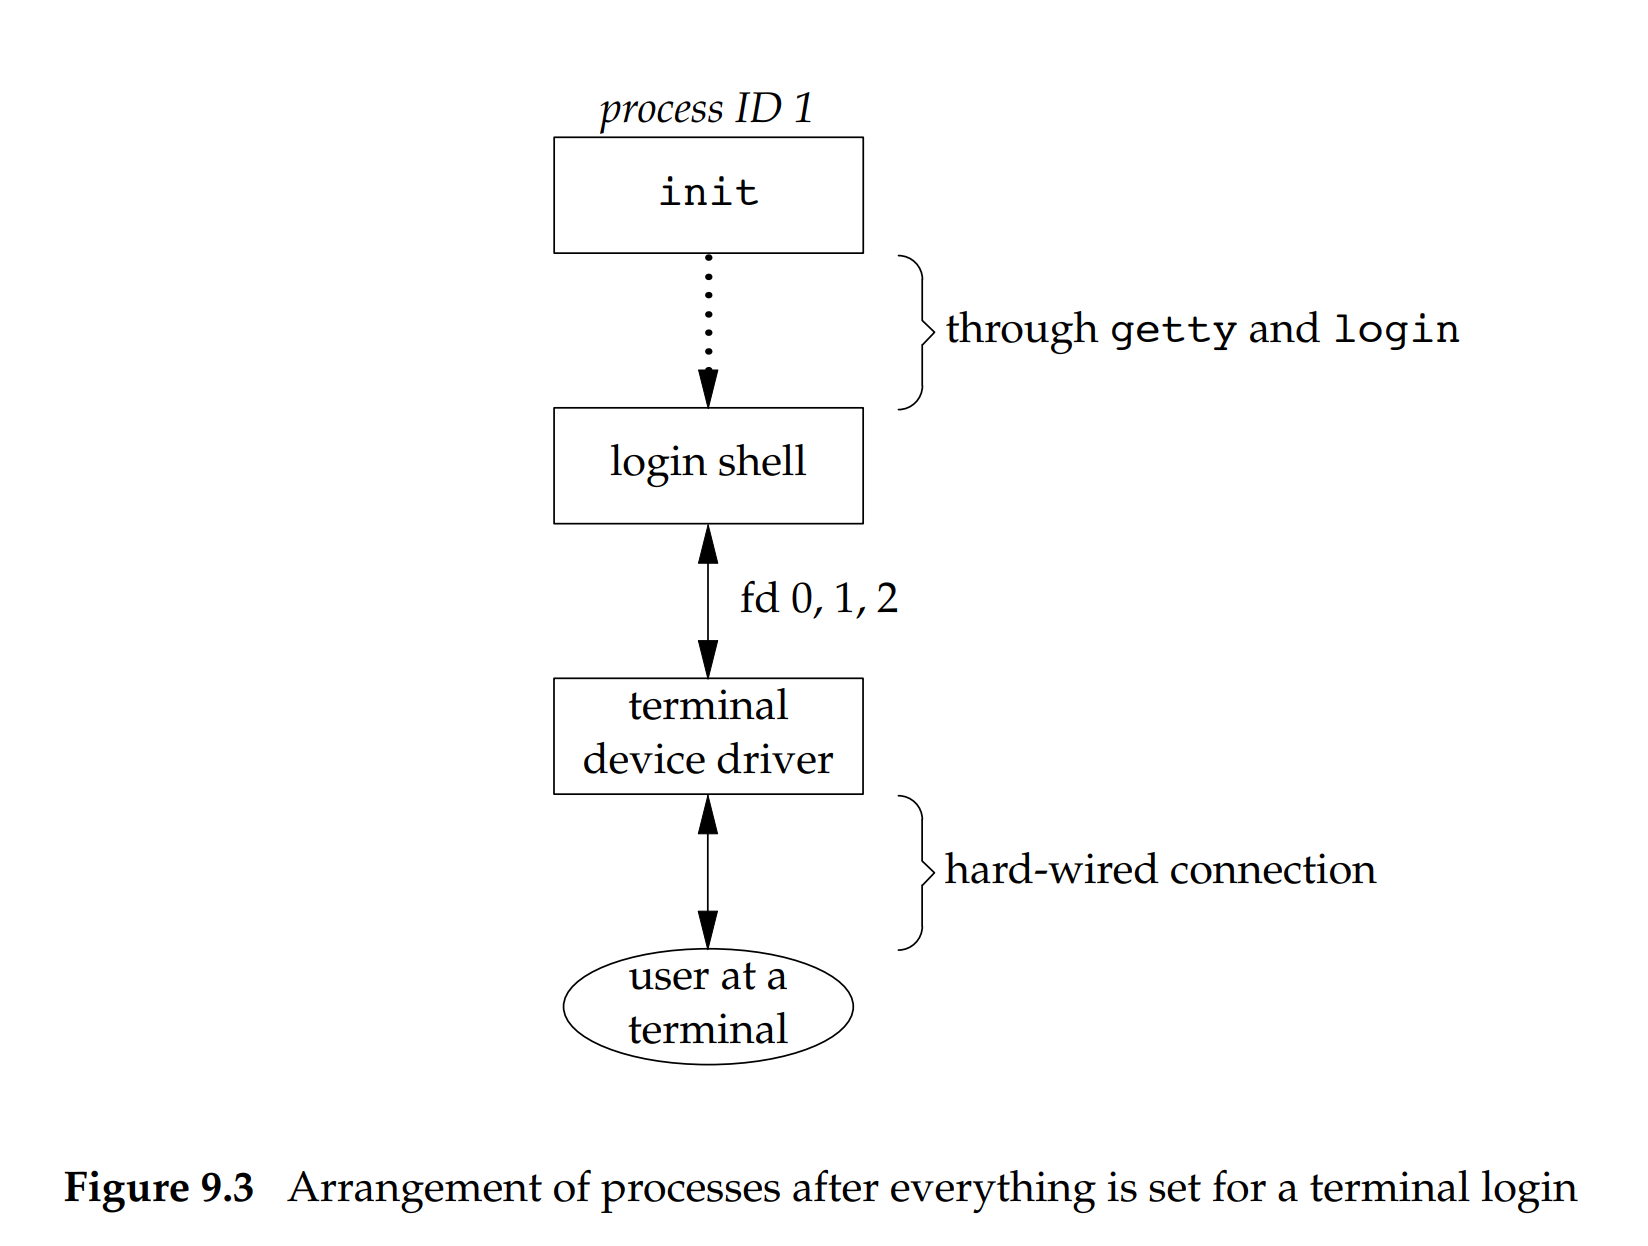 process ID 1
init
through getty and login
login shell
fd 0, 1, 2
terminal
device driver
hard-wired connection
user at a
terminal
Figure 9.3 Arrangement of processes after everything is set for a terminal login